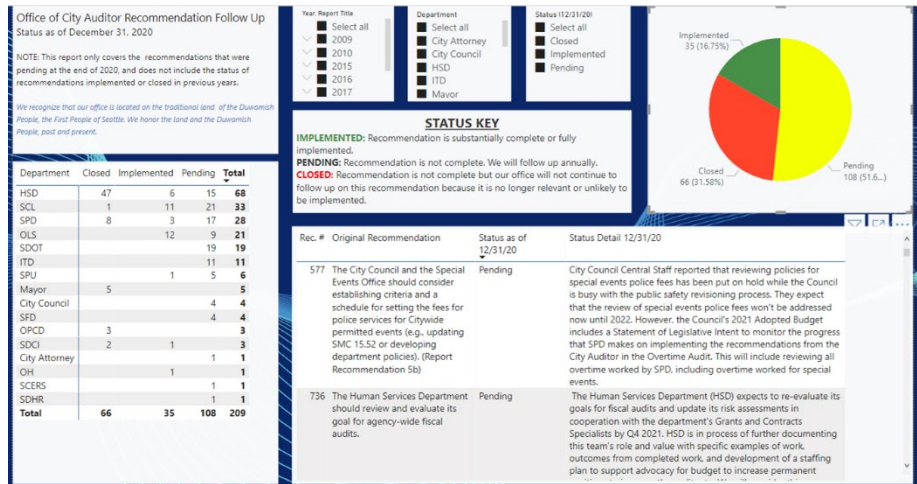 Office of City Auditor Recommendation Follow Up
Status as of December 31, 2020
NOTE: This report only covers the recommendations that were
pending at the end of 2020, and does not include the status of
recommendations implemented or closed in previous years.
We recognize that our office is located on the traditional land of the Duwamish
People, the First People of Seattle. We honor the land and the Duwamish
People, past and present.
Year, Report Title
Select all
2009
2010
2015
2016
2017
Department
Select all
City Attorney
City Council
HSD
ITD
Mayor
Status (12/31/20)
Select all
Closed
Implemented
Pending
Implemented
35 (16.75%)
Closed
66 (31.58%)
Pending
108 (51.6...)
STATUS KEY
IMPLEMENTED: Recommendation is substantially complete or fully
implemented.
PENDING: Recommendation is not complete. We will follow up annually.
CLOSED: Recommendation is not complete but our office will not continue to
follow up on this recommendation because it is no longer relevant or unlikely to
be implemented.
Department Closed Implemented Pending Total
HSD 47 6 15 68
SCL 1 11 21 33
SPD 8 3 17 28
OLS 12 9 21
SDOT 19 19
ITD 11 11
SPU 1 5 6
Mayor 5 5
City Council 4 4
SFD 4 4
OPCD 3 3
SDCI 2 1 3
City Attorney 1 1
OH 1 1
SCERS 1 1
SDHR 1 1
Total 66 35 108 209
Rec. # Original Recommendation Status as of Status Detail 12/31/20
12/31/20
577 The City Council and the Special Pending City Council Central Staff reported that reviewing policies for
Events Office should consider special events police fees has been put on hold while the Council
establishing criteria and a is busy with the public safety revisioning process. They expect
schedule for setting the fees for that the review of special events police fees won't be addressed
police services for Citywide now until 2022. However, the Council's 2021 Adopted Budget
permitted events (e.g., updating includes a Statement of Legislative Intent to monitor the progress
SMC 15.52 or developing that SPD makes on implementing the recommendations from the
department policies). (Report City Auditor in the Overtime Audit. This will include reviewing all
Recommendation 5b) overtime worked by SPD, including overtime worked for special
events.
736 The Human Services Department Pending The Human Services Department (HSD) expects to re-evaluate its
should review and evaluate its goals for fiscal audits and update its risk assessments in
goal for agency-wide fiscal cooperation with the department's Grants and Contracts
audits. Specialists by Q4 2021. HSD is in process of further documenting
this team's role and value with specific examples of work,
outcomes from completed work, and development of a staffing
plan to support advocacy for budget to increase permanent